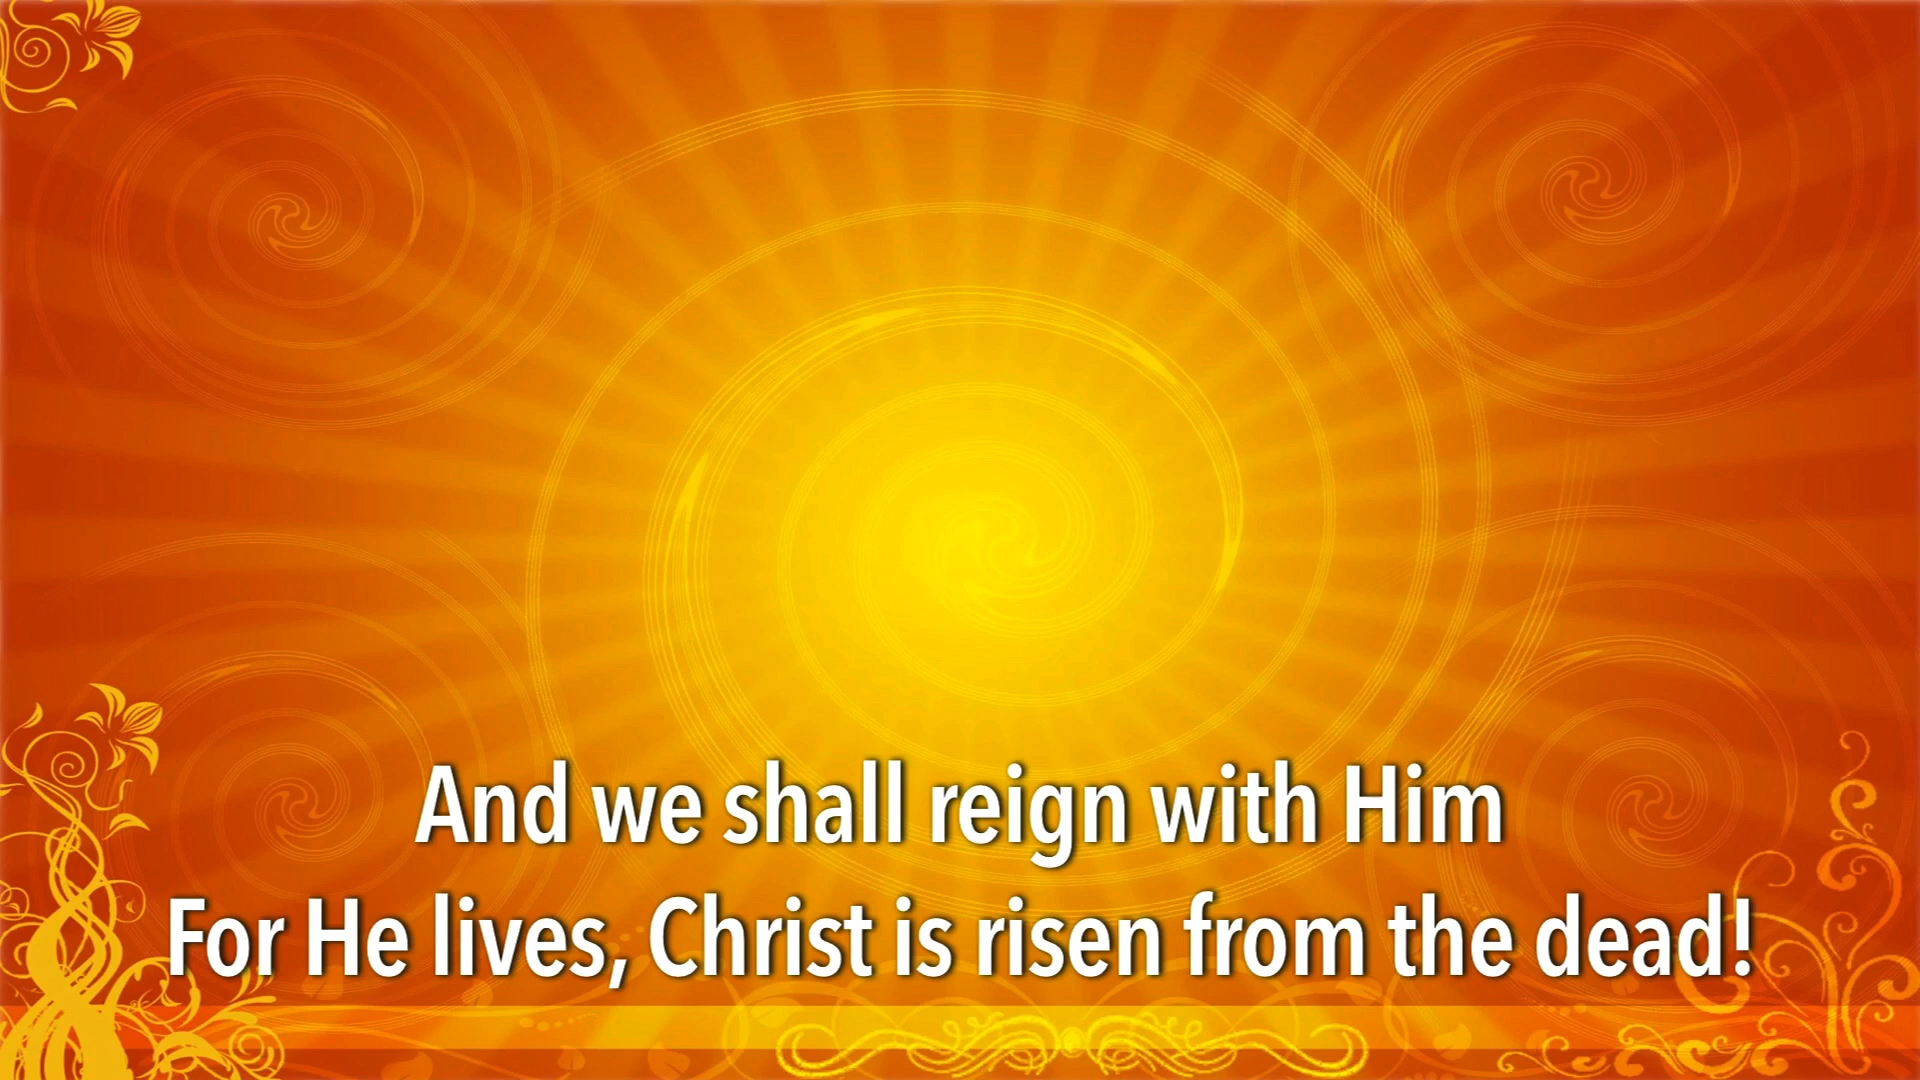 And we shall reign with Him
For He lives, Christ is risen from the dead!